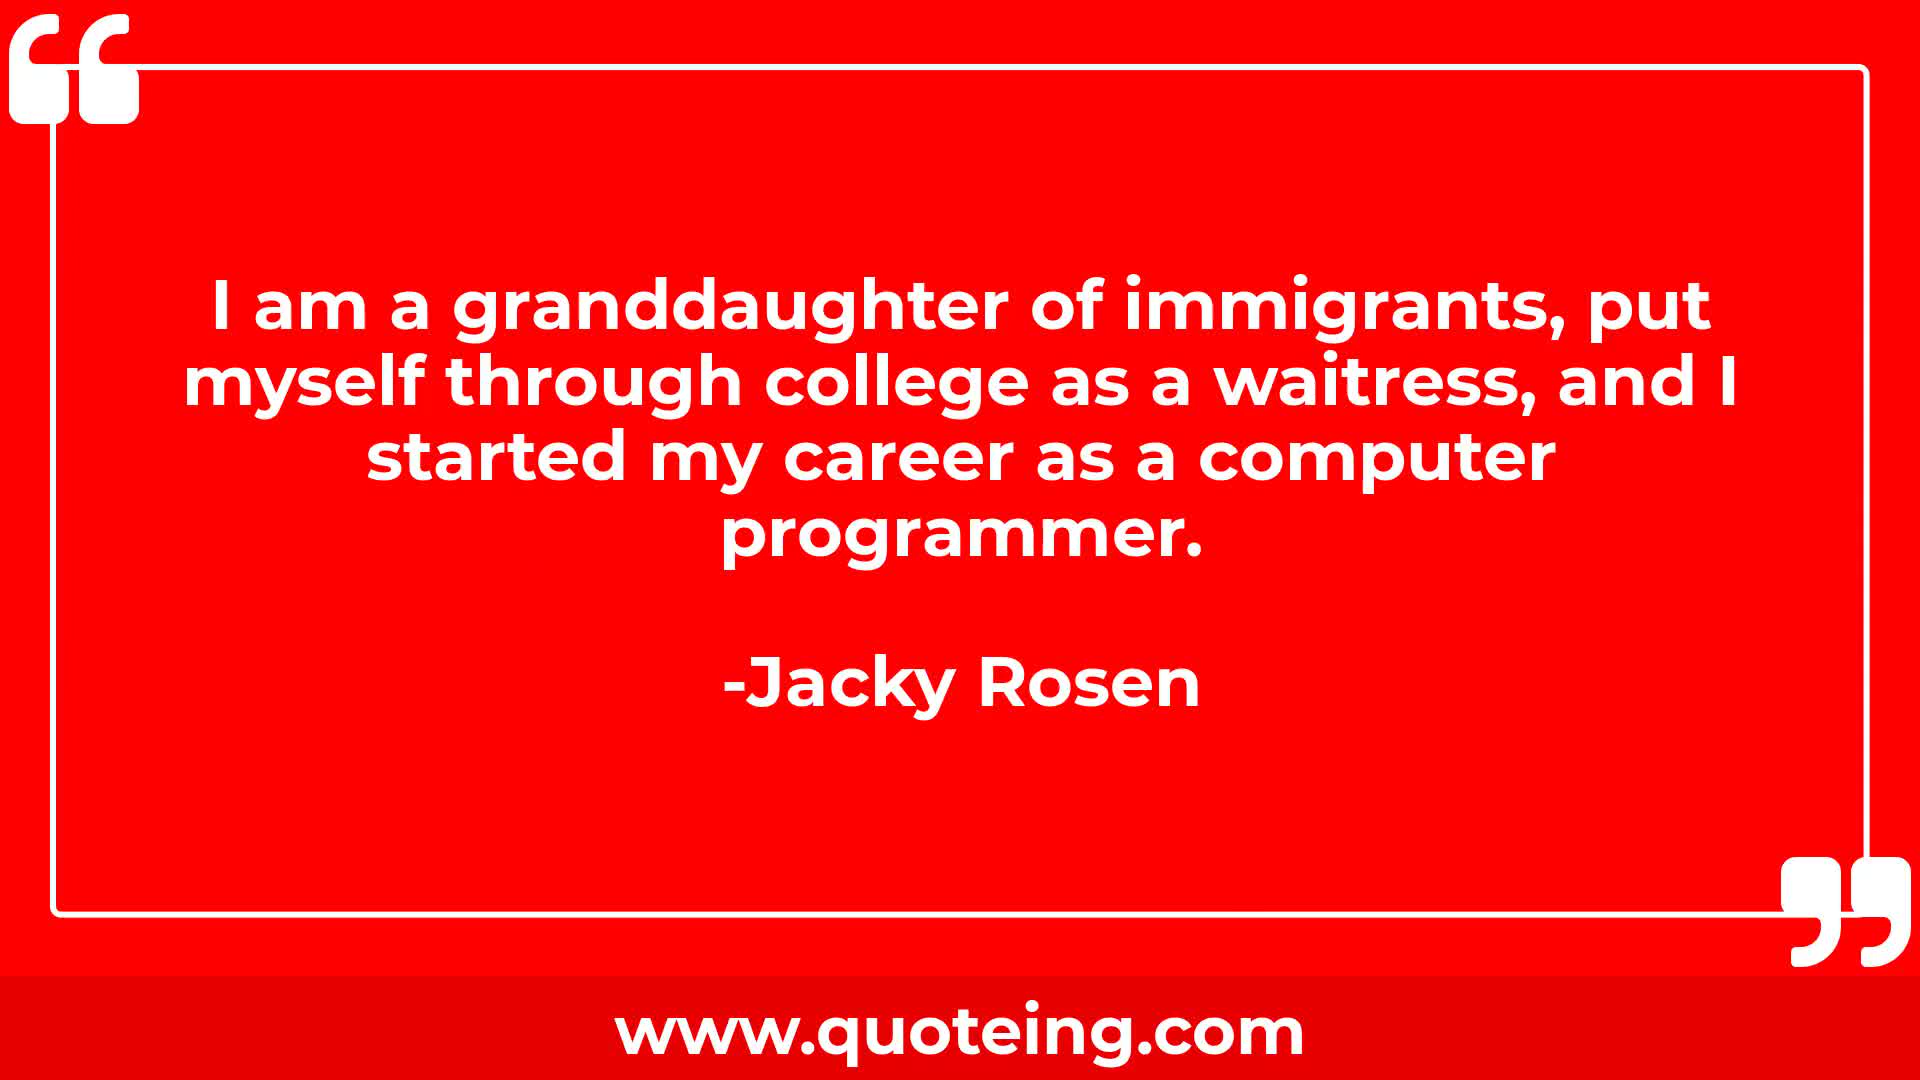 I am a granddaughter of immigrants, put
myself through college as a waitress, and I
started my career as a computer
programmer.
-Jacky Rosen
www.quoteing.com